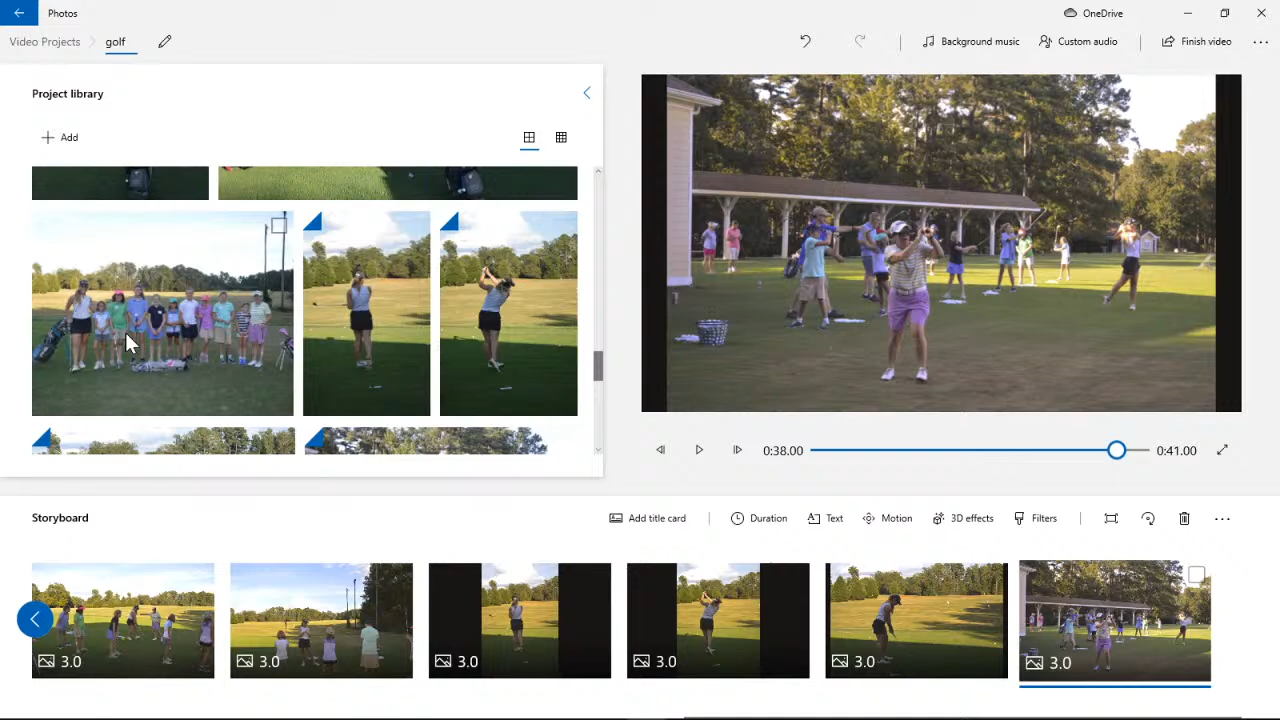 Photos
OneDrive
Video Projects
golf
Background music
Custom audio
Finish video
Project library
Add
0:38.00
0:41.00
Storyboard
Add title card
Duration
Text
Motion
3D effects
Filters
3.0
3.0
3.0
3.0
3.0
3.0